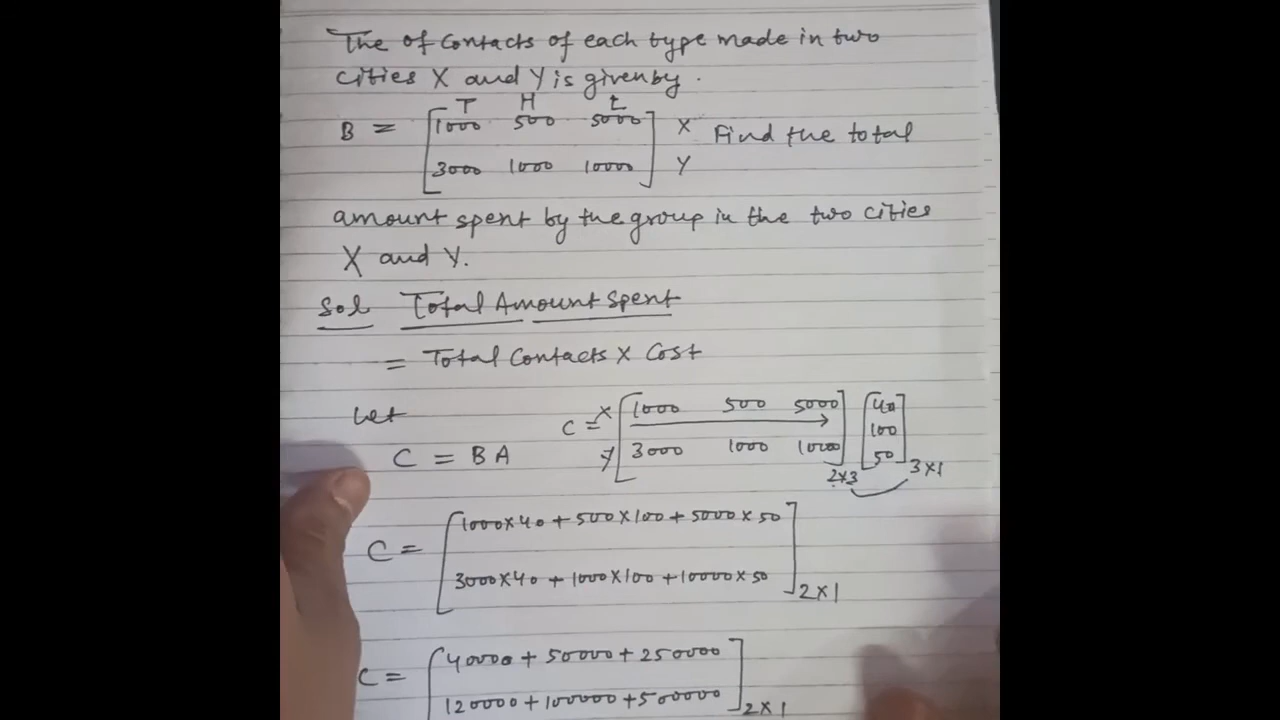 The of contacts of each type made in two
cities X and Y is given by .
T H L
B = [1000 500 5000] X Find the total
[3000 1000 10000] Y
amount spent by the group in the two cities
X and Y.
Sol Total Amount Spent
= Total Contacts X Cost
Let
C = BA
C = X [1000 500 5000] [40]
[100]
Y [3000 1000 10000] [50]
2x3 3x1
C = [1000x40 + 500x100 + 5000x50]
[3000x40 + 1000x100 + 10000x50] 2x1
C = [40000 + 50000 + 250000]
[120000 + 100000 + 500000] 2x1